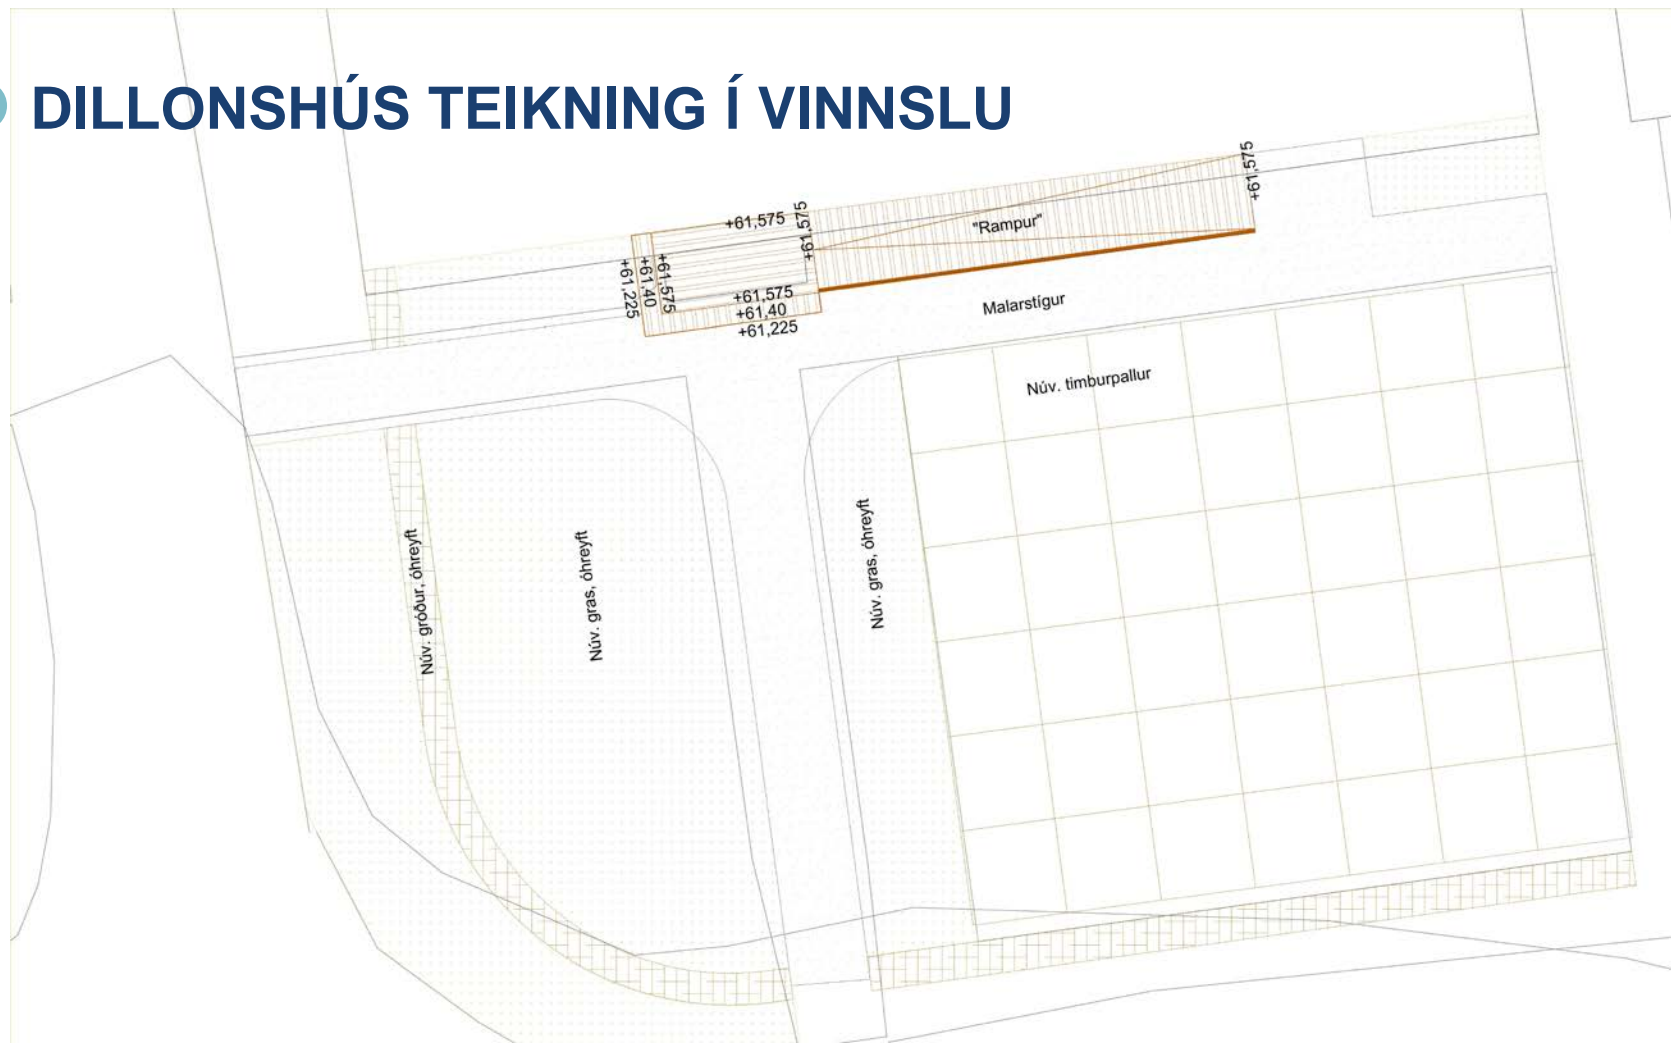 DILLONSHÚS TEIKNING Í VINNSLU
+61,575
+61,575
+61,575
"Rampur"
+61,225
+61,40
+61,575
+61,575
+61,40
+61,225
Malarstígur
Núv. timburpallur
Núv. gróður, óhreyft
Núv. gras, óhreyft
Núv. gras, óhreyft